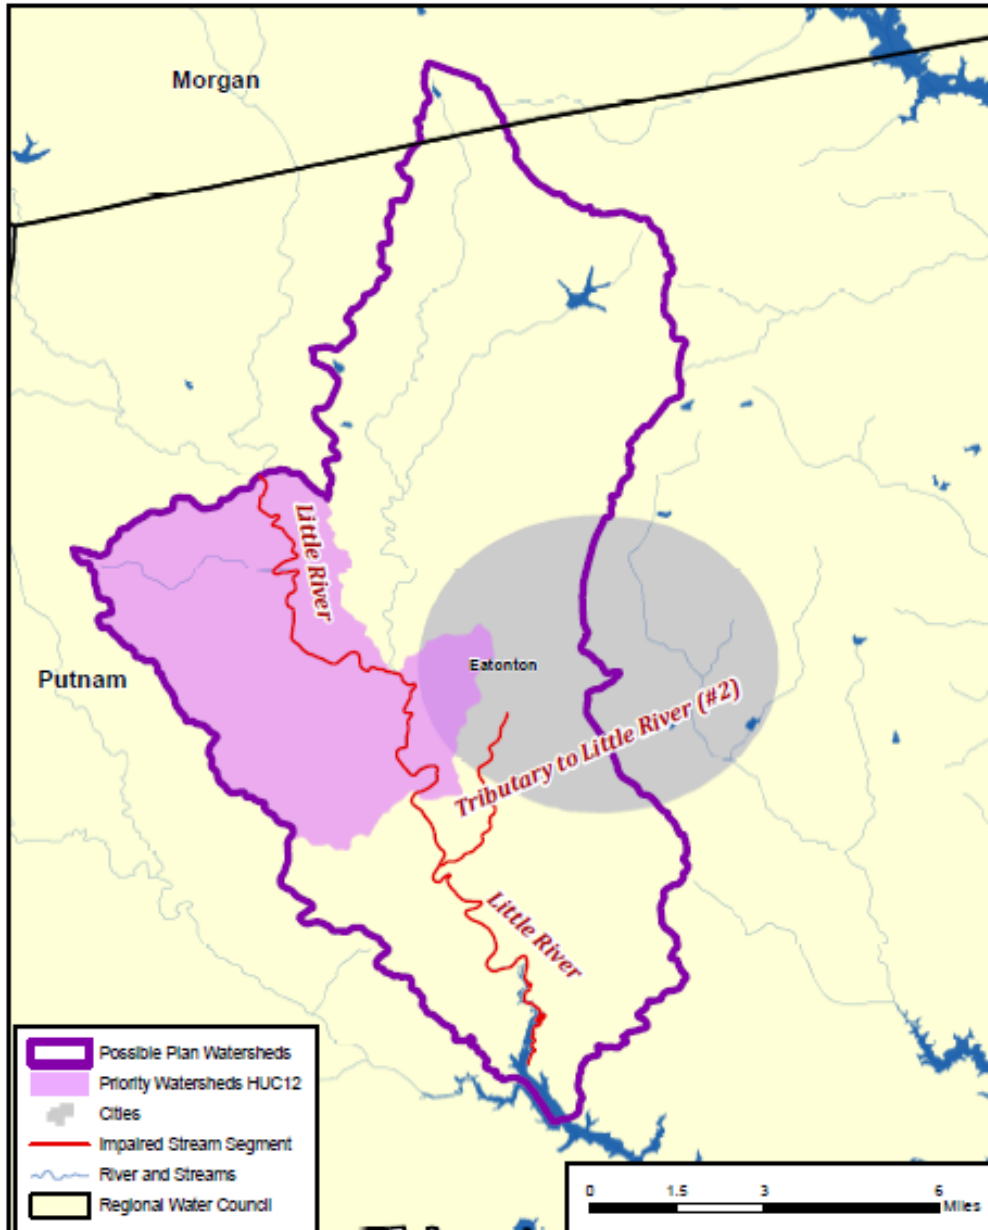 Morgan
Little River
Eatonton
Putnam
Tributary to Little River (#2)
Little River
Possible Plan Watersheds
Priority Watersheds HUC12
Cities
Impaired Stream Segment
River and Streams
Regional Water Council
0 1.5 3 6
Miles